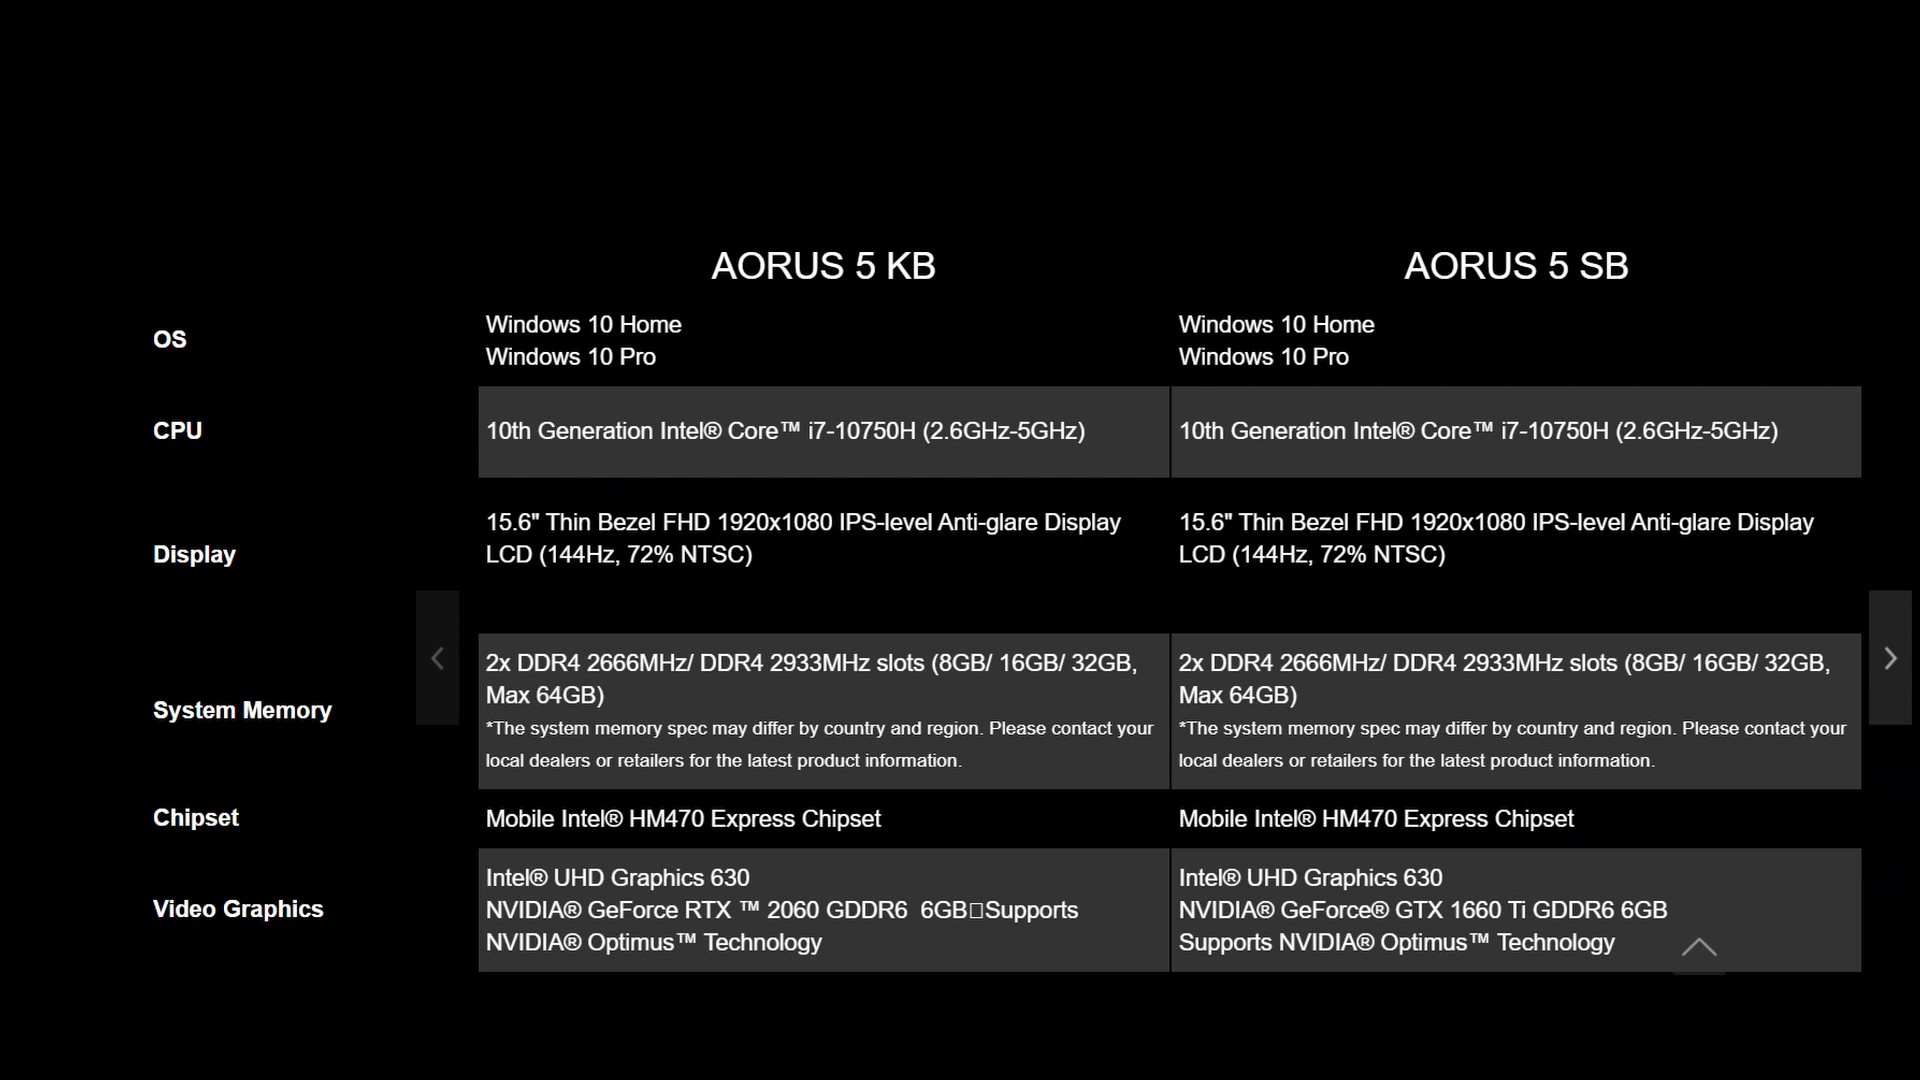 AORUS 5 KB
AORUS 5 SB
OS
Windows 10 Home
Windows 10 Pro
Windows 10 Home
Windows 10 Pro
CPU
10th Generation Intel® Core™ i7-10750H (2.6GHz-5GHz)
10th Generation Intel® Core™ i7-10750H (2.6GHz-5GHz)
Display
15.6" Thin Bezel FHD 1920x1080 IPS-level Anti-glare Display
LCD (144Hz, 72% NTSC)
15.6" Thin Bezel FHD 1920x1080 IPS-level Anti-glare Display
LCD (144Hz, 72% NTSC)
System Memory
2x DDR4 2666MHz/ DDR4 2933MHz slots (8GB/ 16GB/ 32GB,
Max 64GB)
*The system memory spec may differ by country and region. Please contact your
local dealers or retailers for the latest product information.
2x DDR4 2666MHz/ DDR4 2933MHz slots (8GB/ 16GB/ 32GB,
Max 64GB)
*The system memory spec may differ by country and region. Please contact your
local dealers or retailers for the latest product information.
Chipset
Mobile Intel® HM470 Express Chipset
Mobile Intel® HM470 Express Chipset
Video Graphics
Intel® UHD Graphics 630
NVIDIA® GeForce RTX ™ 2060 GDDR6  6GB□Supports
NVIDIA® Optimus™ Technology
Intel® UHD Graphics 630
NVIDIA® GeForce® GTX 1660 Ti GDDR6 6GB
Supports NVIDIA® Optimus™ Technology